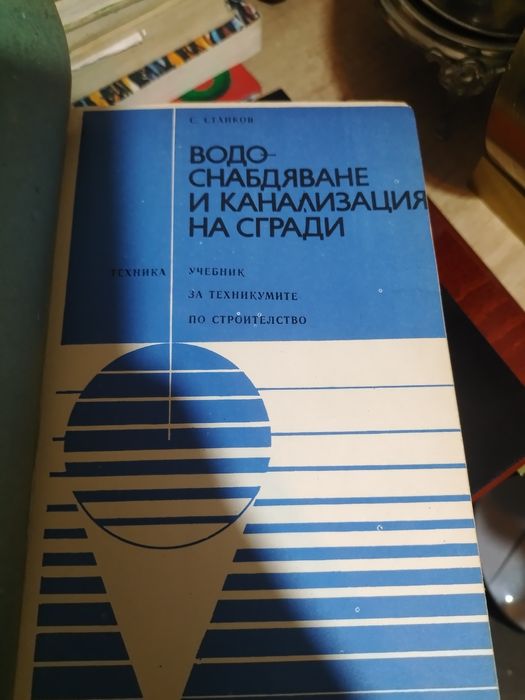 С. СТАНКОВ
ВОДО-
СНАБДЯВАНЕ
И КАНАЛИЗАЦИЯ
НА СГРАДИ
ТЕХНИКА
УЧЕБНИК
ЗА ТЕХНИКУМИТЕ
ПО СТРОИТЕЛСТВО